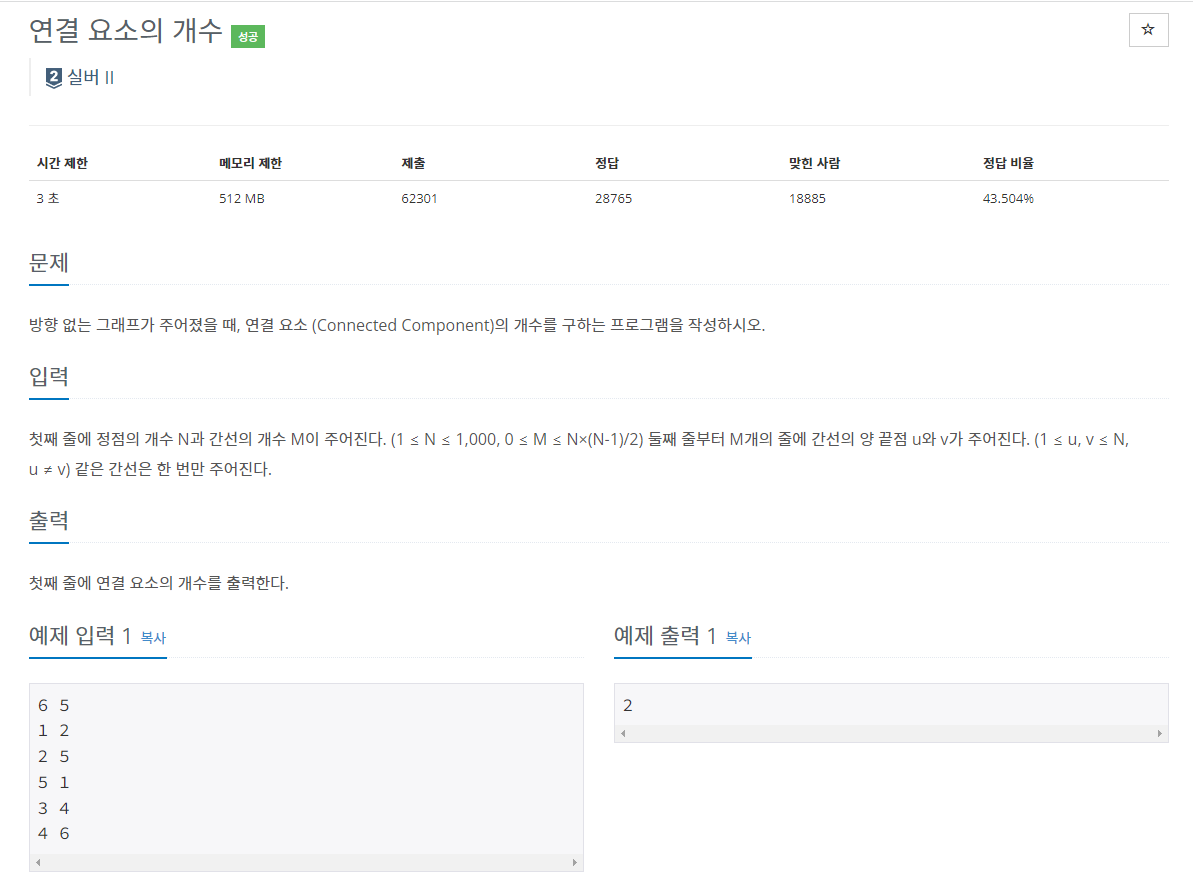 연결 요소의 개수 성공
☆
2 실버 II
시간 제한 메모리 제한 제출 정답 맞힌 사람 정답 비율
3 초 512 MB 62301 28765 18885 43.504%
문제
방향 없는 그래프가 주어졌을 때, 연결 요소 (Connected Component)의 개수를 구하는 프로그램을 작성하시오.
입력
첫째 줄에 정점의 개수 N과 간선의 개수 M이 주어진다. (1 ≤ N ≤ 1,000, 0 ≤ M ≤ N×(N-1)/2) 둘째 줄부터 M개의 줄에 간선의 양 끝점 u와 v가 주어진다. (1 ≤ u, v ≤ N,
u ≠ v) 같은 간선은 한 번만 주어진다.
출력
첫째 줄에 연결 요소의 개수를 출력한다.
예제 입력 1 복사
6 5
1 2
2 5
5 1
3 4
4 6
예제 출력 1 복사
2